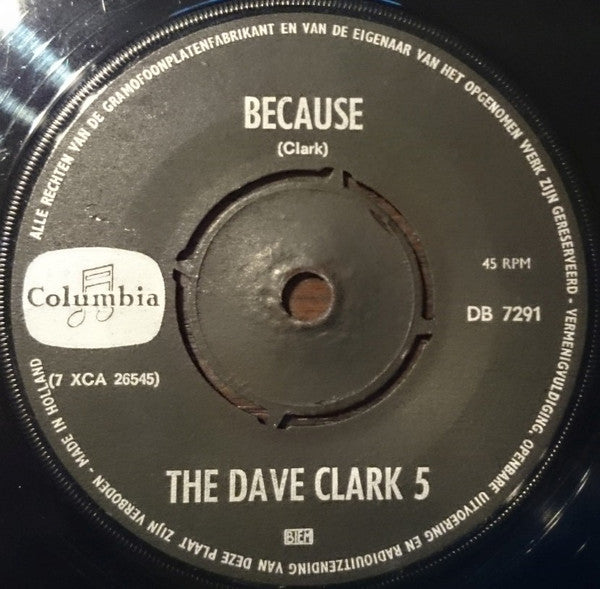 ALLE RECHTEN VAN DE GRAMOFOONPLATENFABRIKANT EN VAN DE EIGENAAR VAN HET OPGENOMEN WERK ZIJN GERESERVEERD - VERMENIGVULDIGING, OPENBARE UITVOERING EN RADIOUITZENDING VAN DEZE PLAAT ZIJN VERBODEN - MADE IN HOLLAND
BECAUSE
(Clark)
45 RPM
Columbia
DB 7291
(7 XCA 26545)
THE DAVE CLARK 5
BIEM